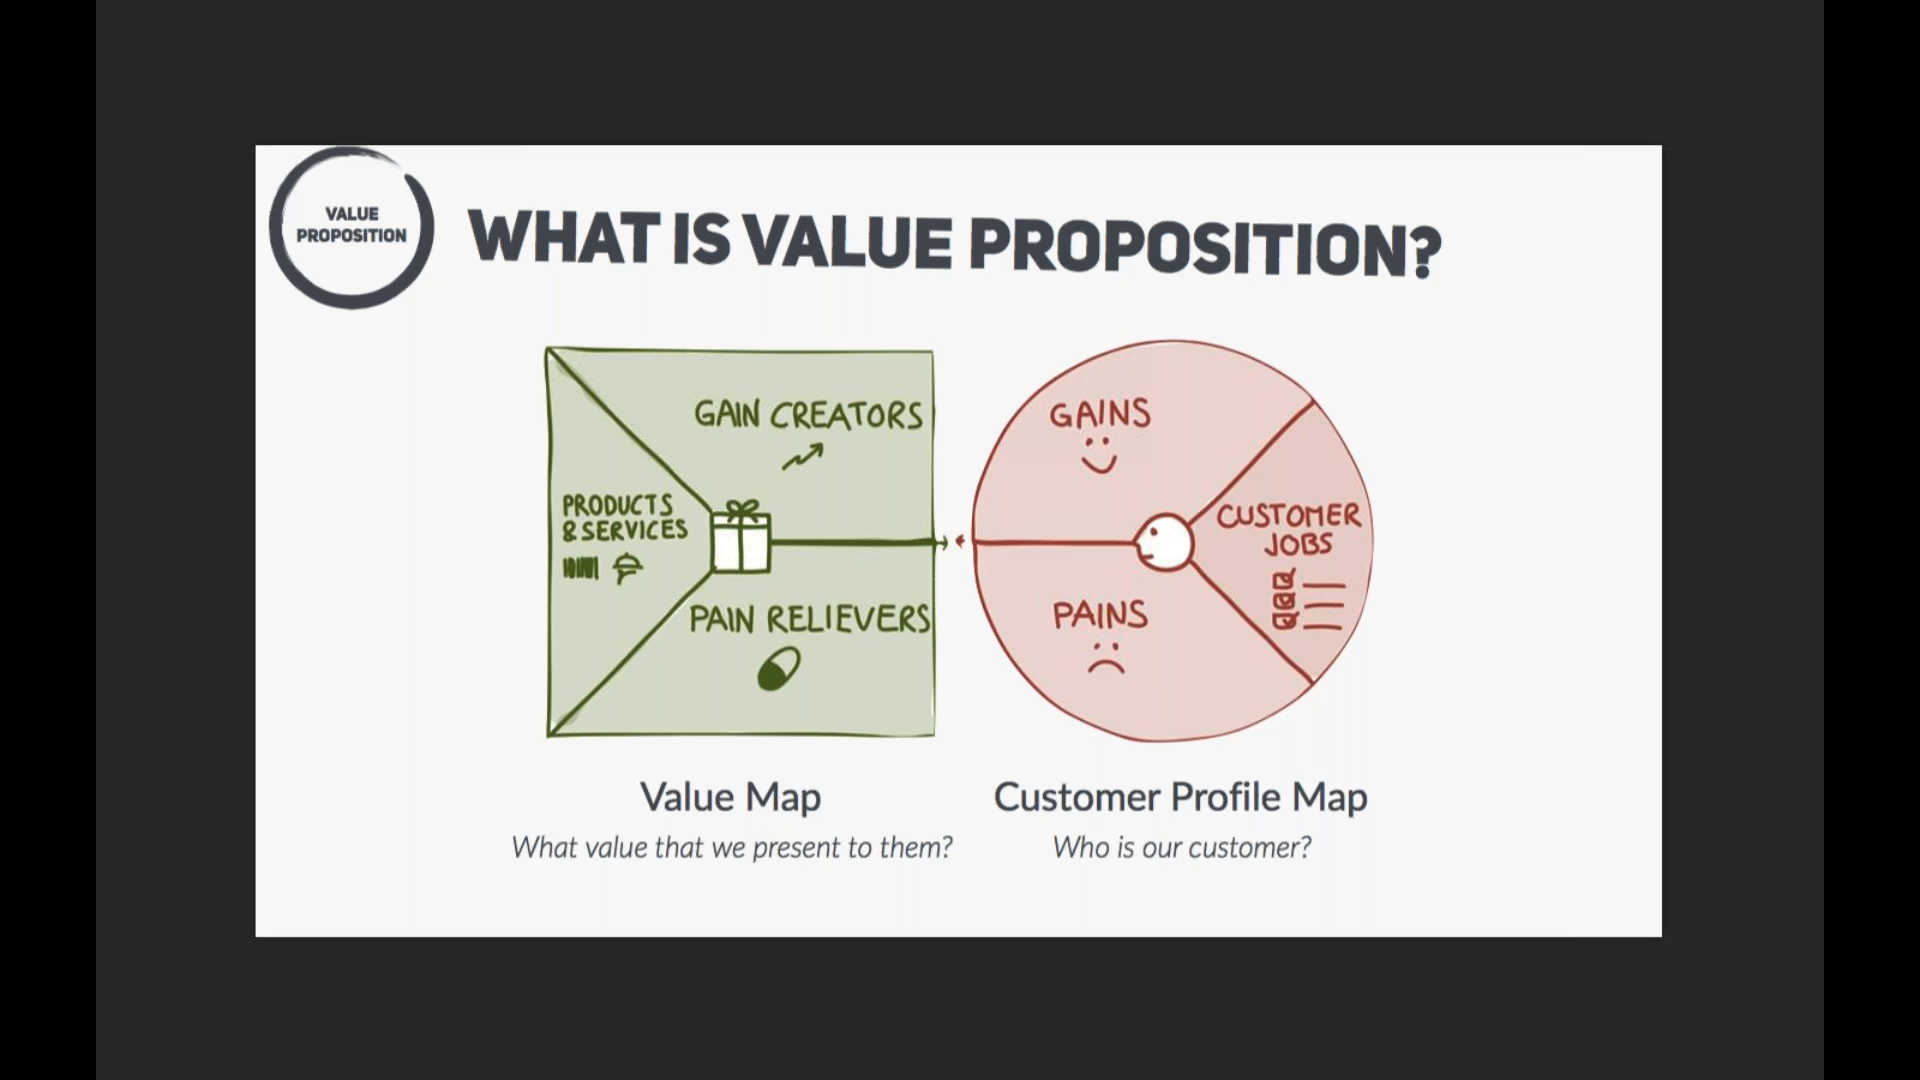 VALUE
PROPOSITION
WHAT IS VALUE PROPOSITION?
GAIN CREATORS
PRODUCTS
& SERVICES
PAIN RELIEVERS
GAINS
CUSTOMER
JOBS
PAINS
Value Map
What value that we present to them?
Customer Profile Map
Who is our customer?